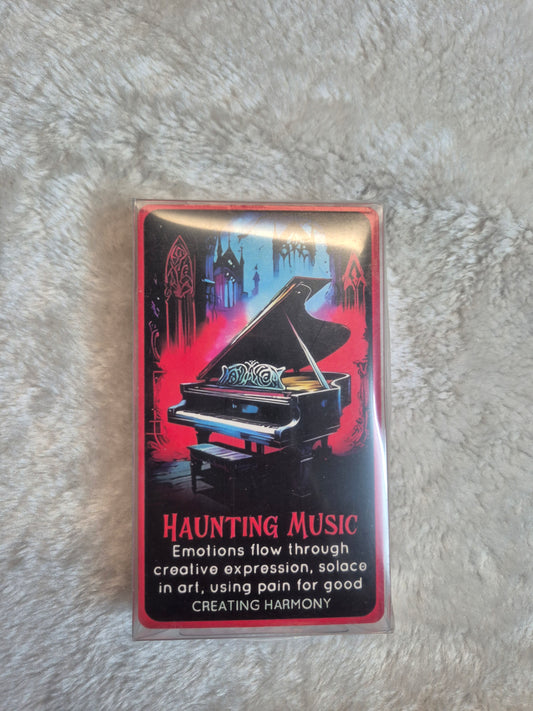 HAUNTING MUSIC
Emotions flow through
creative expression, solace
in art, using pain for good
CREATING HARMONY